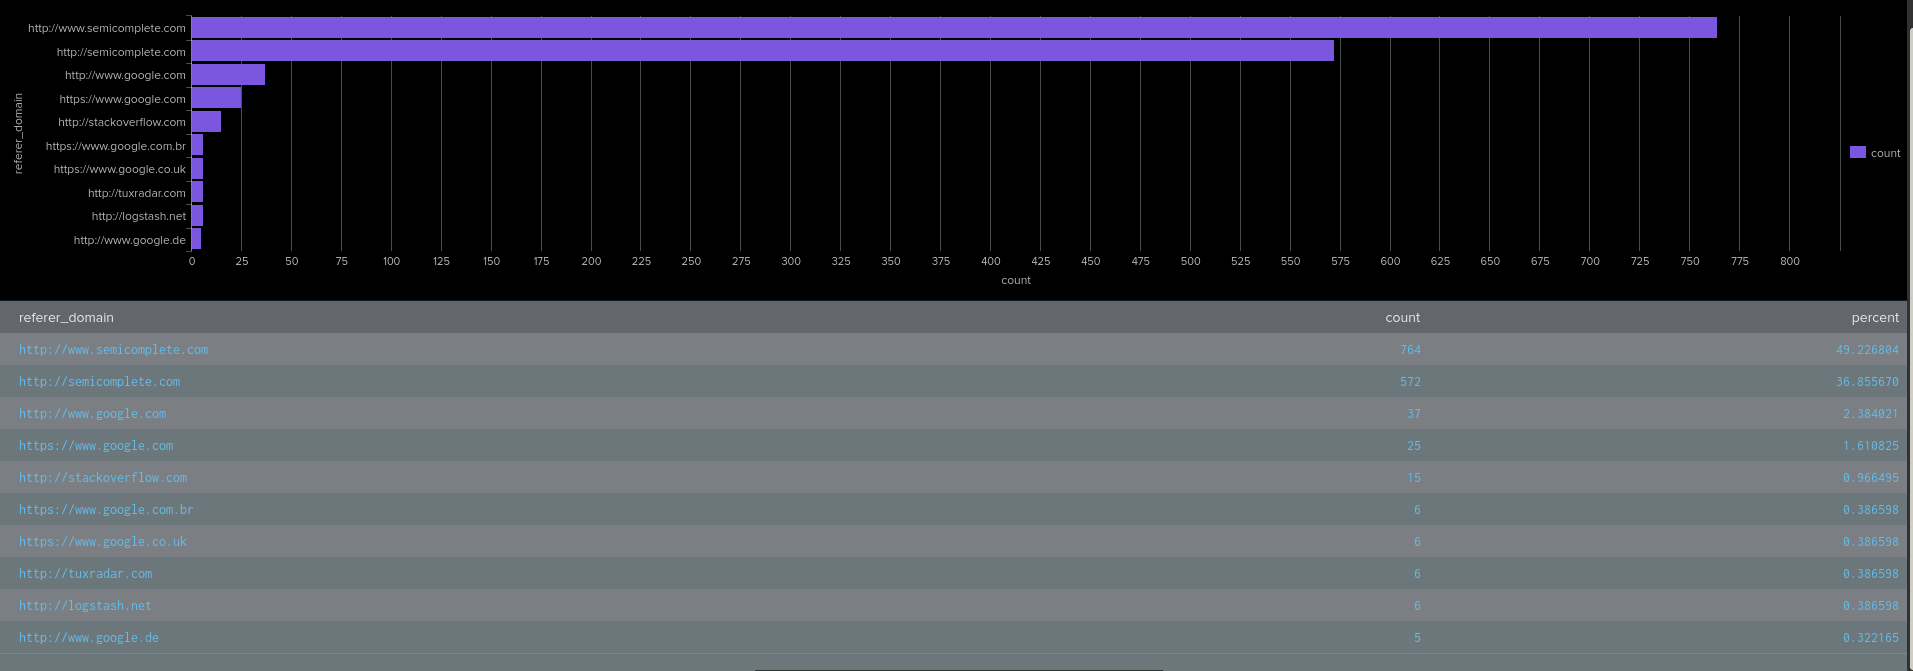 http://www.semicomplete.com
http://semicomplete.com
http://www.google.com
https://www.google.com
http://stackoverflow.com
https://www.google.com.br
https://www.google.co.uk
http://tuxradar.com
http://logstash.net
http://www.google.de
referer_domain
count
0 25 50 75 100 125 150 175 200 225 250 275 300 325 350 375 400 425 450 475 500 525 550 575 600 625 650 675 700 725 750 775 800
count
referer_domain count percent
http://www.semicomplete.com 764 49.226804
http://semicomplete.com 572 36.855670
http://www.google.com 37 2.384021
https://www.google.com 25 1.610825
http://stackoverflow.com 15 0.966495
https://www.google.com.br 6 0.386598
https://www.google.co.uk 6 0.386598
http://tuxradar.com 6 0.386598
http://logstash.net 6 0.386598
http://www.google.de 5 0.322165